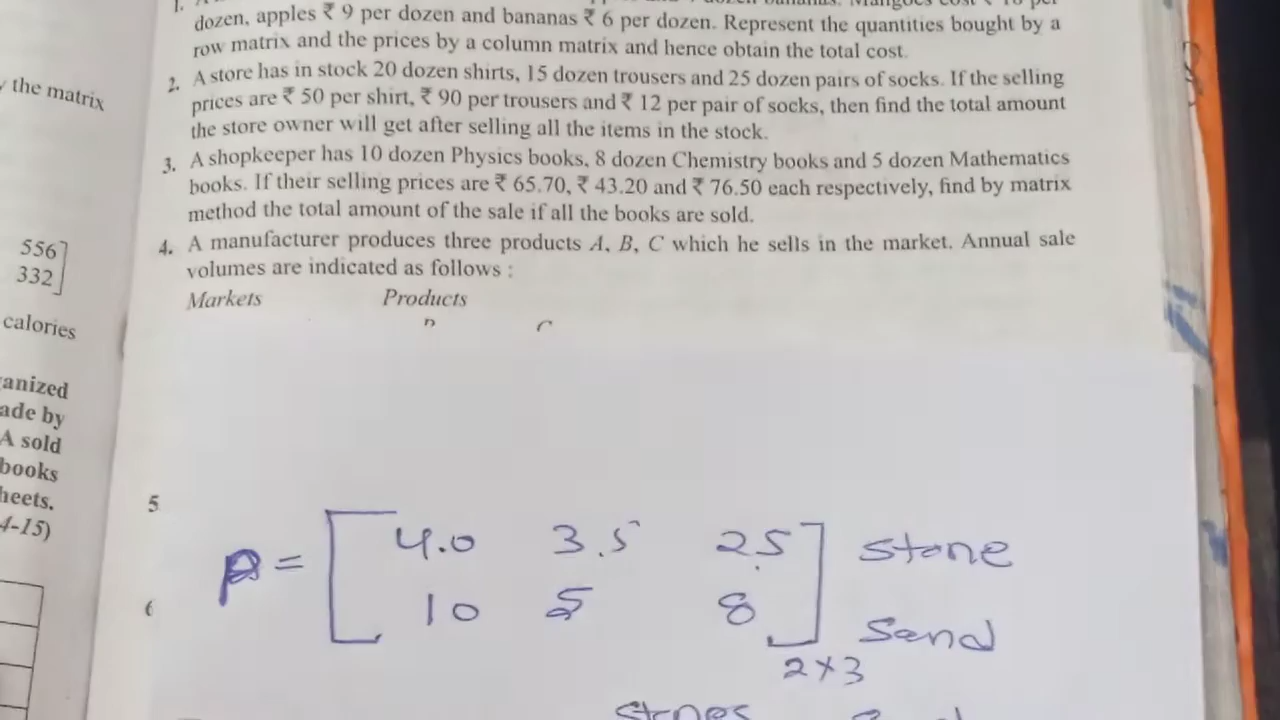 dozen, apples ₹ 9 per dozen and bananas ₹ 6 per dozen. Represent the quantities bought by a
row matrix and the prices by a column matrix and hence obtain the total cost.
2. A store has in stock 20 dozen shirts, 15 dozen trousers and 25 dozen pairs of socks. If the selling
prices are ₹ 50 per shirt, ₹ 90 per trousers and ₹ 12 per pair of socks, then find the total amount
the store owner will get after selling all the items in the stock.
3. A shopkeeper has 10 dozen Physics books, 8 dozen Chemistry books and 5 dozen Mathematics
books. If their selling prices are ₹ 65.70, ₹ 43.20 and ₹ 76.50 each respectively, find by matrix
method the total amount of the sale if all the books are sold.
4. A manufacturer produces three products A, B, C which he sells in the market. Annual sale
volumes are indicated as follows :
Markets Products
the matrix
556]
332]
calories
anized
ade by
A sold
books
heets.
4-15)
5
6
P = [ 4.0 3.5 2.5 ] Stone
10 5 8 Sand
2×3
Stones